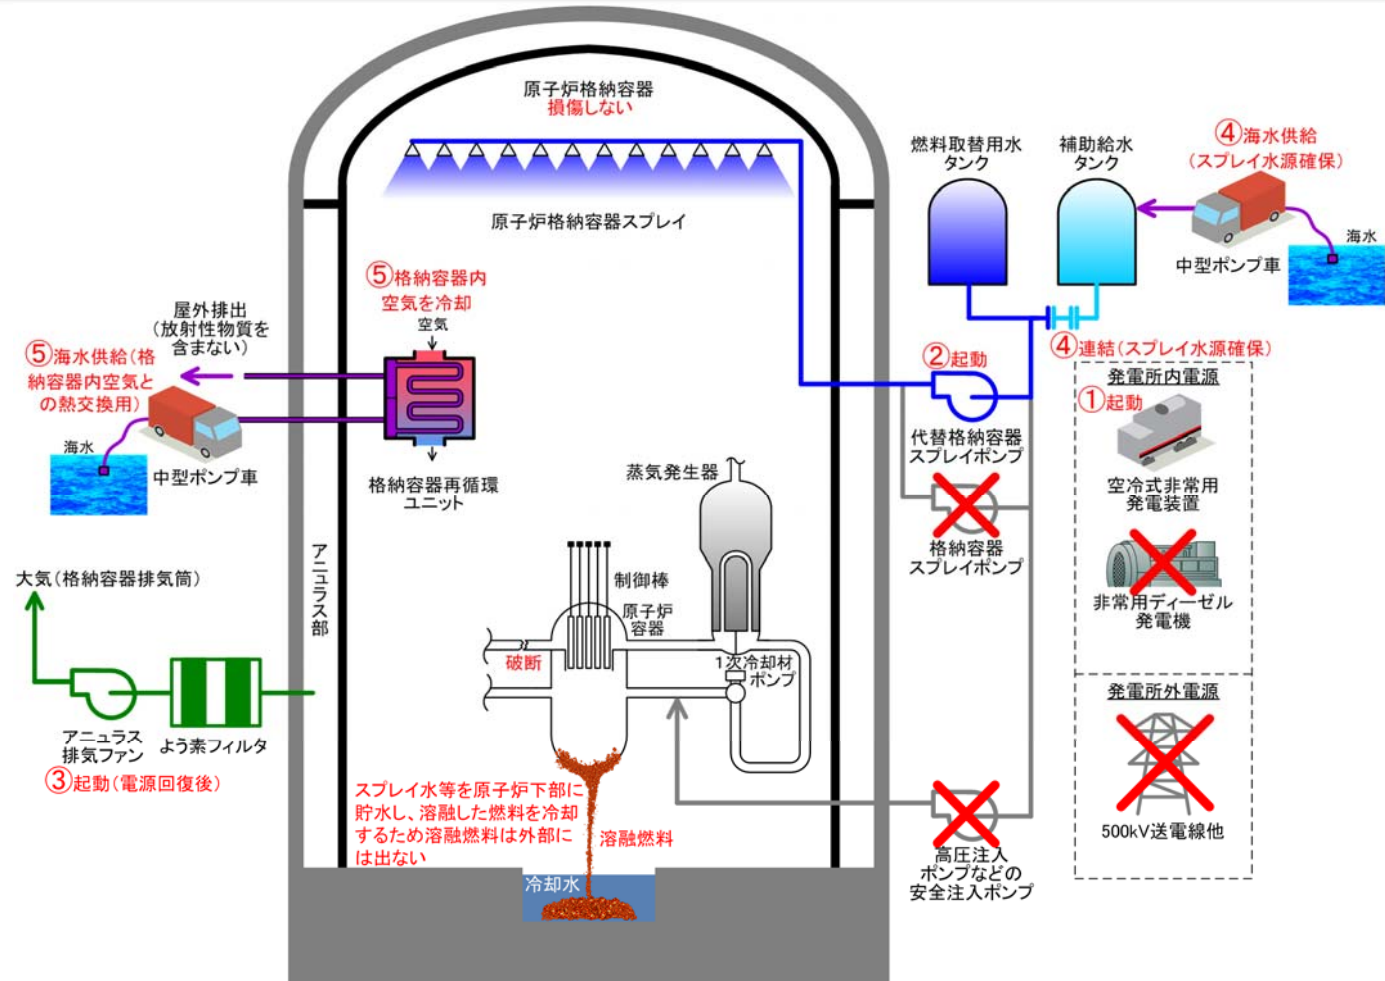 原子炉格納容器
損傷しない
原子炉格納容器スプレイ
燃料取替用水
タンク
補助給水
タンク
④海水供給
(スプレイ水源確保)
海水
中型ポンプ車
⑤格納容器内
空気を冷却
空気
格納容器再循環
ユニット
屋外排出
(放射性物質を
含まない)
⑤海水供給(格
納容器内空気と
の熱交換用)
海水
中型ポンプ車
②起動
代替格納容器
スプレイポンプ
④連結(スプレイ水源確保)
発電所内電源
①起動
空冷式非常用
発電装置
非常用ディーゼル
発電機
発電所外電源
500kV送電線他
格納容器
スプレイポンプ
蒸気発生器
制御棒
原子炉
容器
破断
1次冷却材
ポンプ
アニュラス部
大気(格納容器排気筒)
アニュラス
排気ファン
よう素フィルタ
③起動(電源回復後)
スプレイ水等を原子炉下部に
貯水し、溶融した燃料を冷却
するため溶融燃料は外部に
は出ない
溶融燃料
冷却水
高圧注入
ポンプなどの
安全注入ポンプ